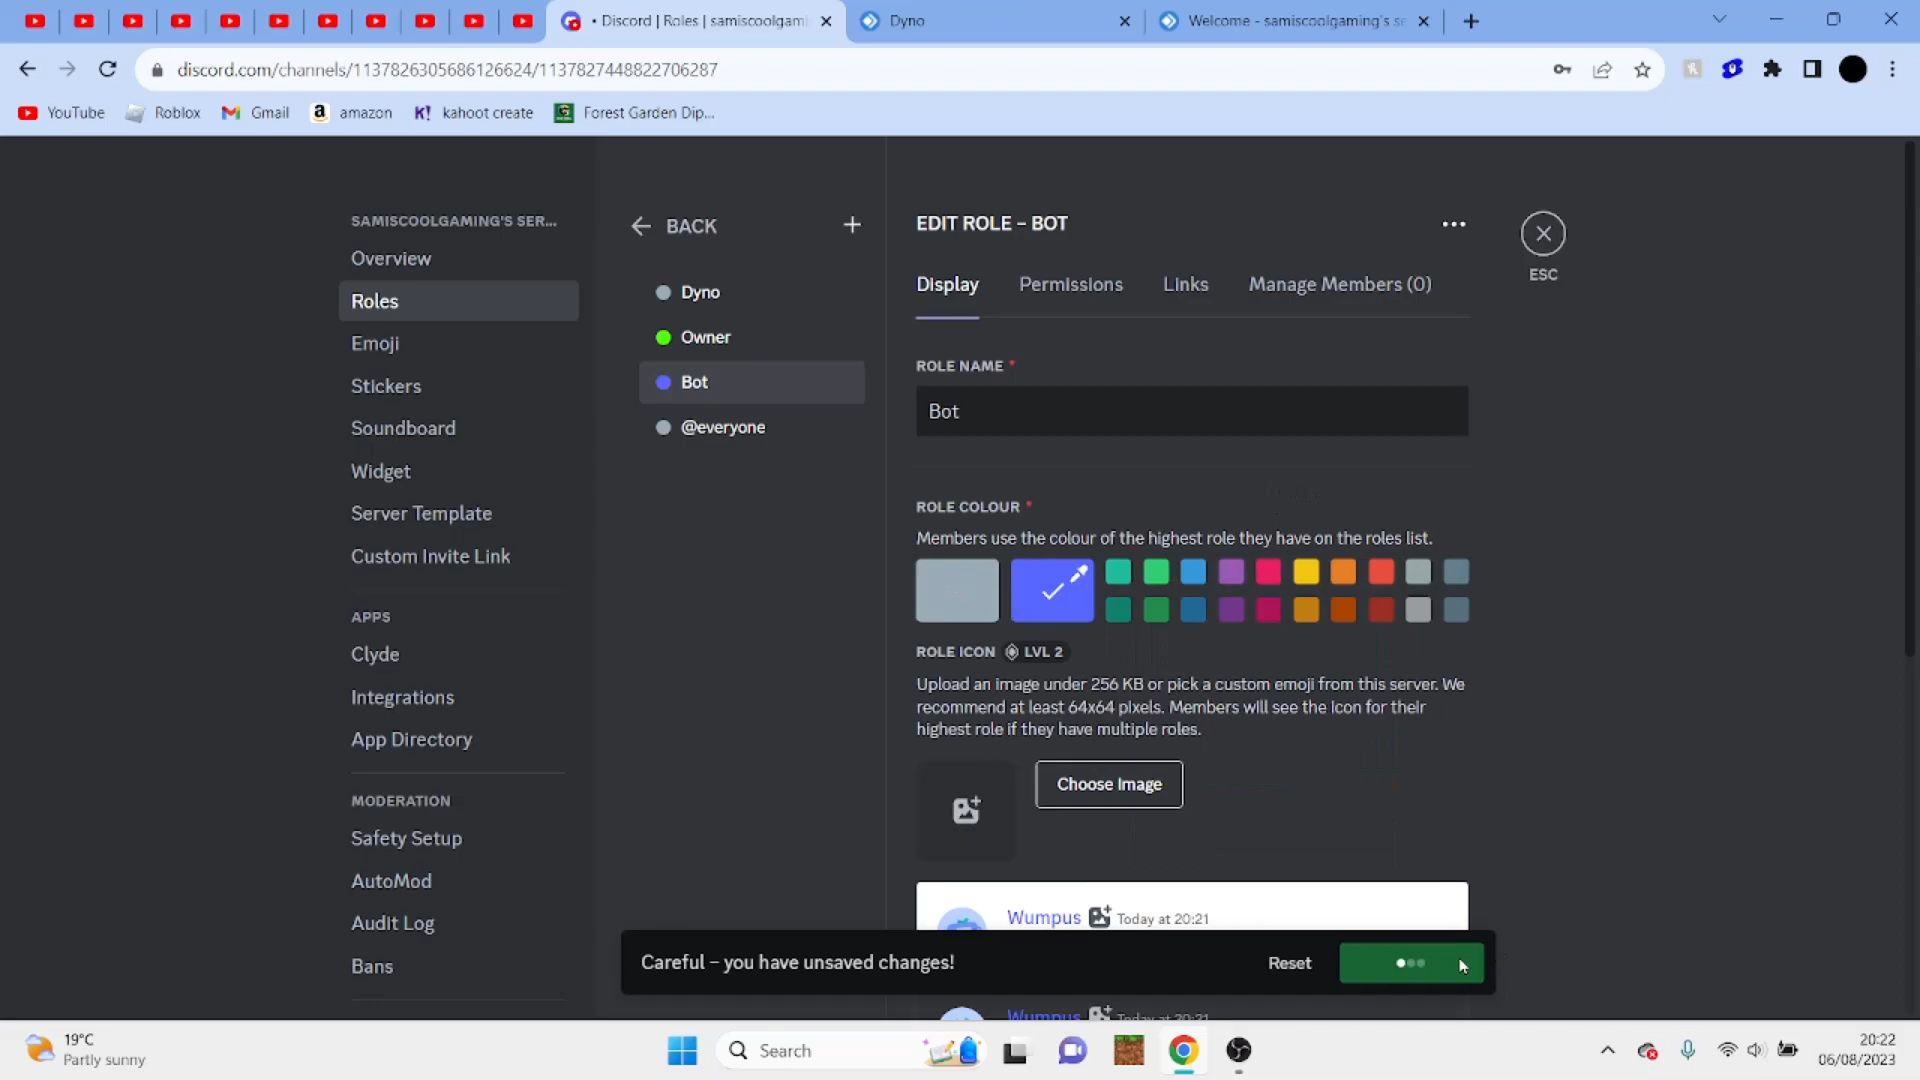 • Discord | Roles | samiscoolgami
Dyno
Welcome - samiscoolgaming's se
discord.com/channels/1137826305686126624/1137827448822706287
YouTube
Roblox
Gmail
amazon
K! kahoot create
Forest Garden Dip...
SAMISCOOLGAMING'S SER...
Overview
Roles
Emoji
Stickers
Soundboard
Widget
Server Template
Custom Invite Link
APPS
Clyde
Integrations
App Directory
MODERATION
Safety Setup
AutoMod
Audit Log
Bans
BACK
Dyno
Owner
Bot
@everyone
EDIT ROLE – BOT
ESC
Display
Permissions
Links
Manage Members (0)
ROLE NAME *
Bot
ROLE COLOUR *
Members use the colour of the highest role they have on the roles list.
ROLE ICON LVL 2
Upload an image under 256 KB or pick a custom emoji from this server. We
recommend at least 64x64 pixels. Members will see the icon for their
highest role if they have multiple roles.
Choose Image
Wumpus Today at 20:21
Careful – you have unsaved changes!
Reset
Wumpus Today at 20:21
19°C
Partly sunny
Search
20:22
06/08/2023